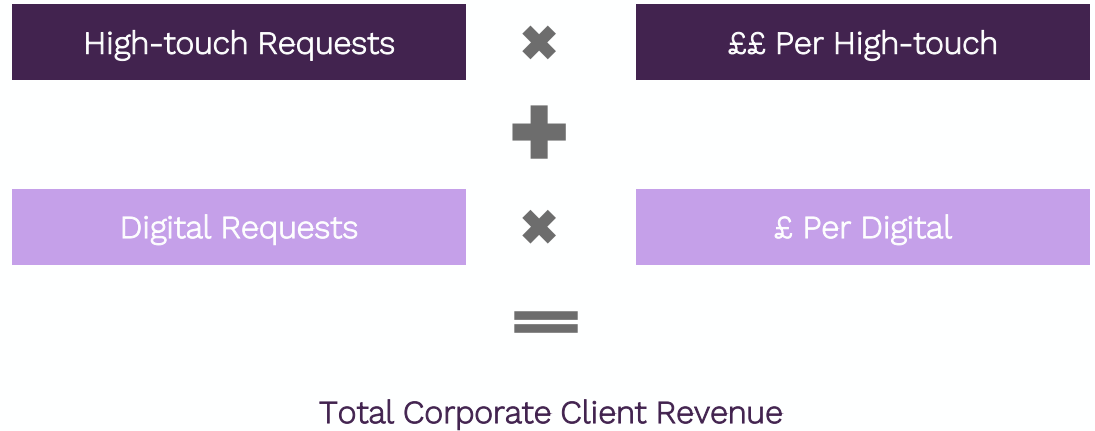 High-touch Requests
££ Per High-touch
Digital Requests
£ Per Digital
Total Corporate Client Revenue